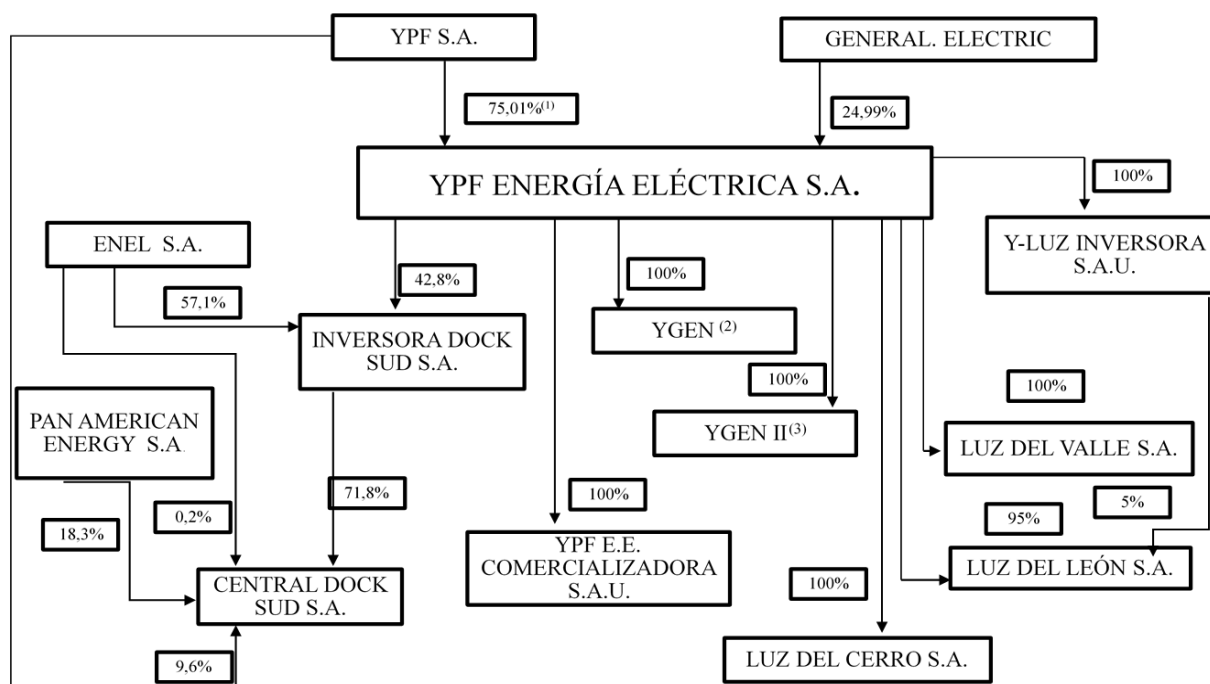 YPF S.A.
GENERAL. ELECTRIC
75,01%(1)
24,99%
YPF ENERGÍA ELÉCTRICA S.A.
100%
ENEL S.A.
Y-LUZ INVERSORA
S.A.U.
42,8%
100%
57,1%
YGEN (2)
INVERSORA DOCK
SUD S.A.
100%
100%
PAN AMERICAN
ENERGY S.A.
YGEN II(3)
LUZ DEL VALLE S.A.
71,8%
100%
5%
0,2%
95%
18,3%
YPF E.E.
COMERCIALIZADORA
S.A.U.
LUZ DEL LEÓN S.A.
CENTRAL DOCK
SUD S.A.
100%
9,6%
LUZ DEL CERRO S.A.